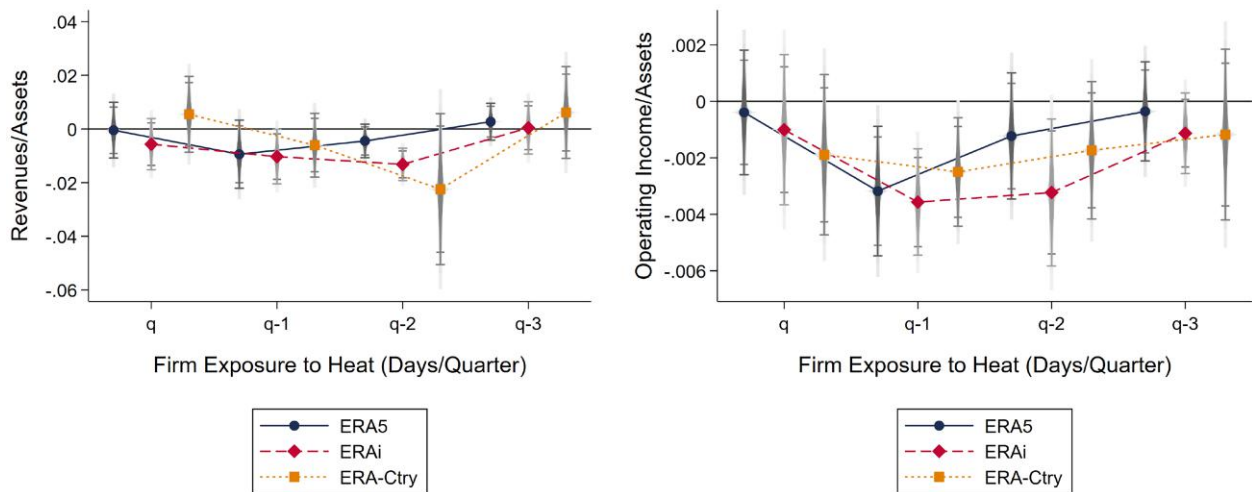 .04
.02
0
-.02
-.04
-.06
Revenues/Assets
q
q-1
q-2
q-3
Firm Exposure to Heat (Days/Quarter)
ERA5
ERAi
ERA-Ctry
.002
0
-.002
-.004
-.006
Operating Income/Assets
q
q-1
q-2
q-3
Firm Exposure to Heat (Days/Quarter)
ERA5
ERAi
ERA-Ctry